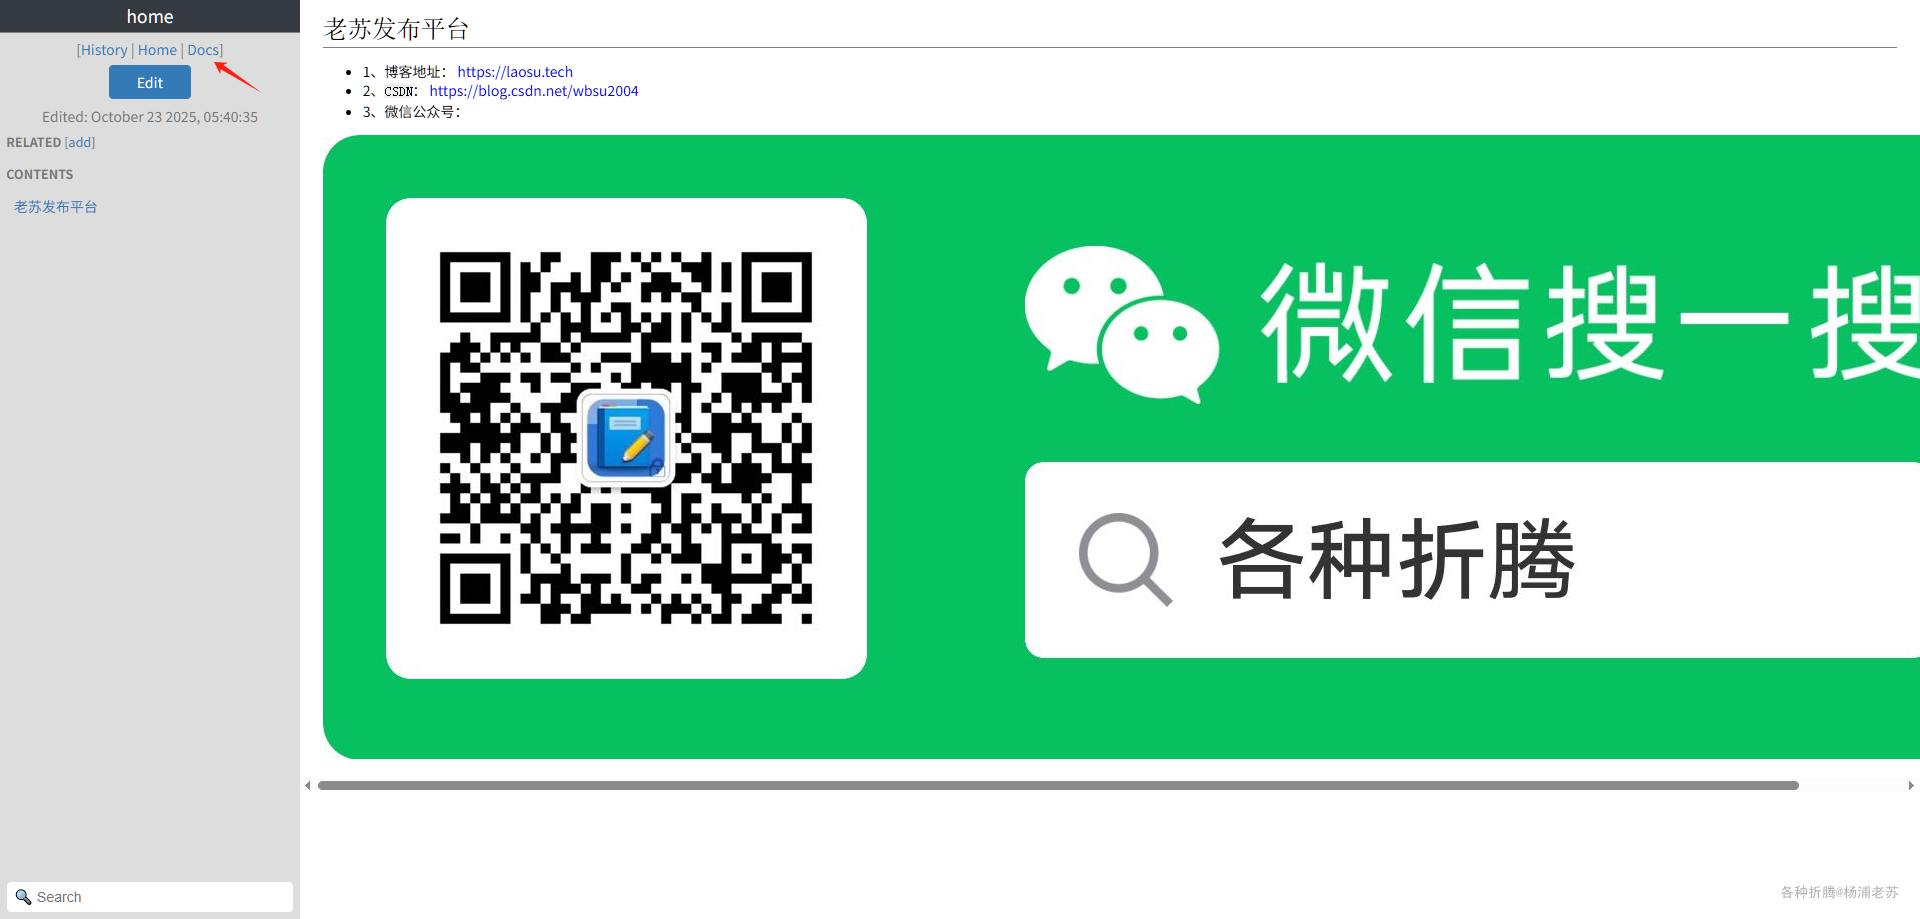 home
[History | Home | Docs]
Edit
Edited: October 23 2025, 05:40:35
RELATED [add]
CONTENTS
老苏发布平台
Search
老苏发布平台
1、博客地址： https://laosu.tech
2、CSDN： https://blog.csdn.net/wbsu2004
3、微信公众号：
微信搜一搜
各种折腾
各种折腾@杨浦老苏